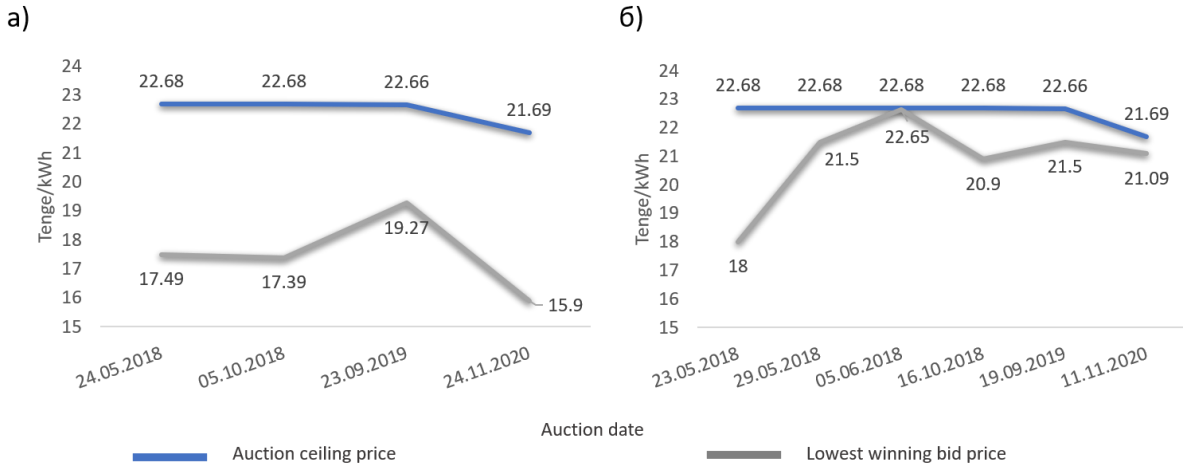 а)
24
23
22
21
20
19
18
17
16
15
Tenge/kWh
22.68 22.68 22.66 21.69
17.49 17.39 19.27 15.9
24.05.2018 05.10.2018 23.09.2019 24.11.2020
б)
24
23
22
21
20
19
18
17
16
15
Tenge/kWh
22.68 22.68 22.68 22.68 22.66 21.69
18 21.5 22.65 20.9 21.5 21.09
23.05.2018 29.05.2018 05.06.2018 16.10.2018 19.09.2019 11.11.2020
Auction date
Auction ceiling price
Lowest winning bid price